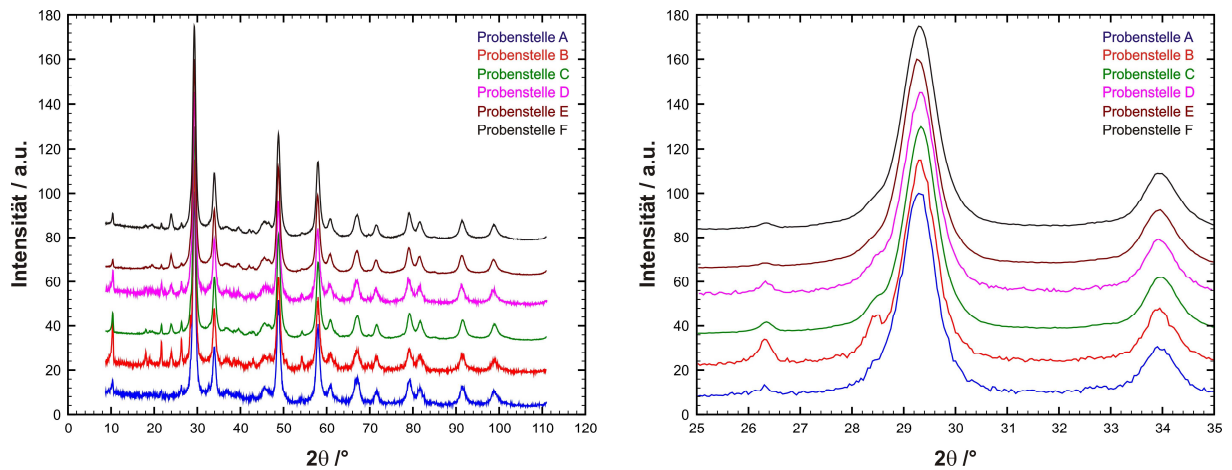 180
160
140
120
100
80
60
40
20
0
Intensität / a.u.
Probenstelle A
Probenstelle B
Probenstelle C
Probenstelle D
Probenstelle E
Probenstelle F
0 10 20 30 40 50 60 70 80 90 100 110 120
2θ /°
180
160
140
120
100
80
60
40
20
0
Intensität / a.u.
Probenstelle A
Probenstelle B
Probenstelle C
Probenstelle D
Probenstelle E
Probenstelle F
25 26 27 28 29 30 31 32 33 34 35
2θ /°